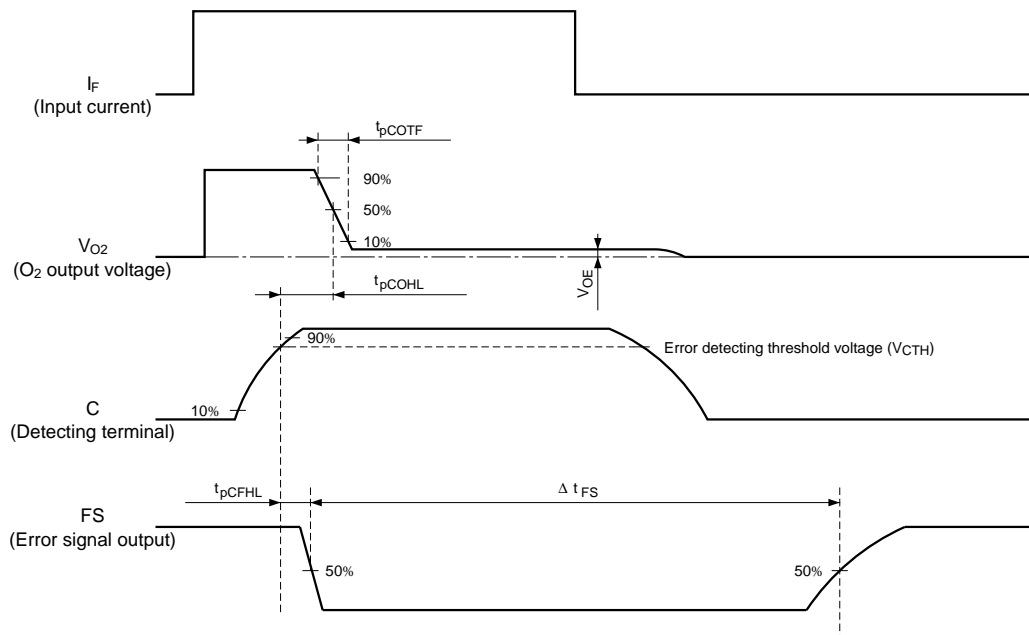 I_F
(Input current)
t_pCOTF
90%
50%
10%
V_O2
(O2 output voltage)
V_OE
t_pCOHL
90%
Error detecting threshold voltage (V_CTH)
10%
C
(Detecting terminal)
t_pCFHL
Δ t_FS
FS
(Error signal output)
50%
50%